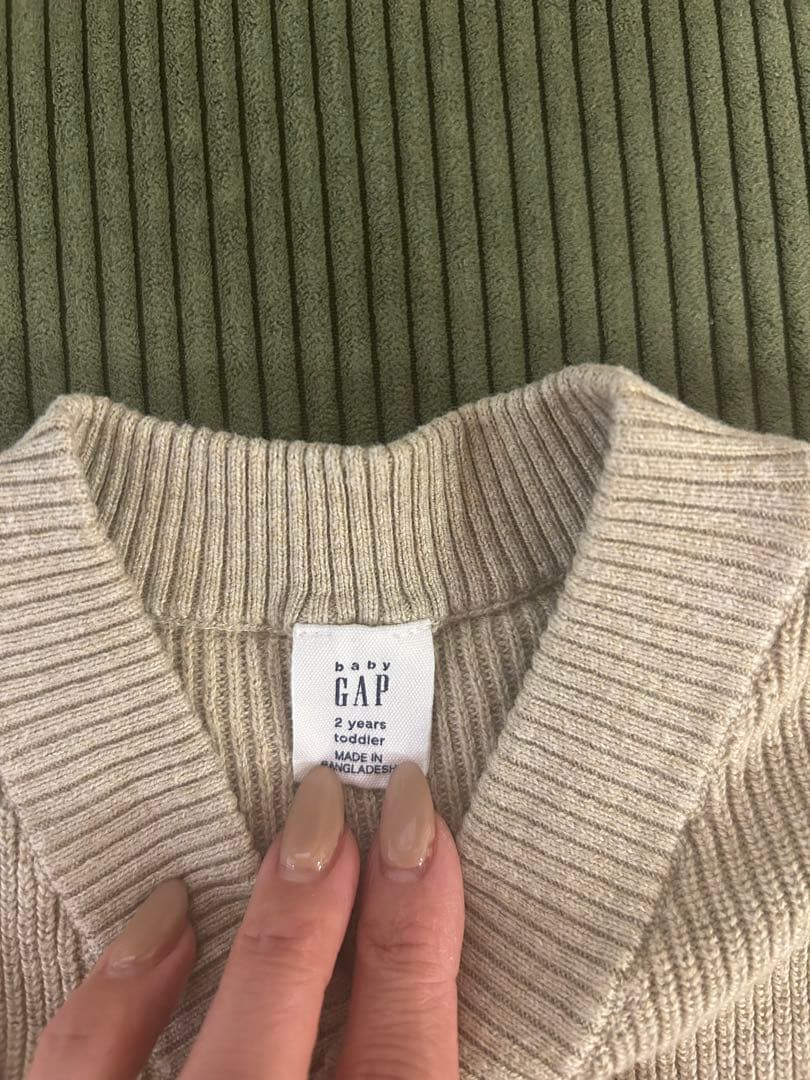 baby
GAP
2 years
toddler
MADE IN
BANGLADESH